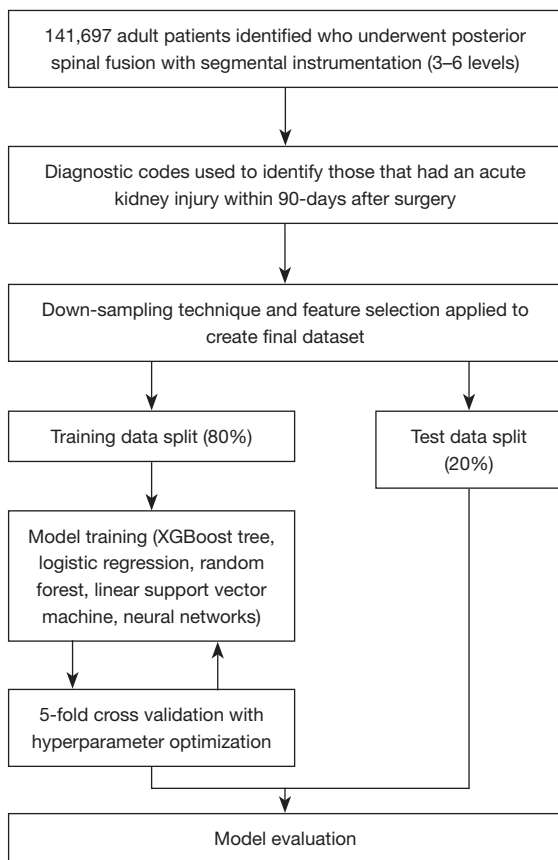 141,697 adult patients identified who underwent posterior
spinal fusion with segmental instrumentation (3–6 levels)
Diagnostic codes used to identify those that had an acute
kidney injury within 90-days after surgery
Down-sampling technique and feature selection applied to
create final dataset
Training data split (80%)
Test data split
(20%)
Model training (XGBoost tree,
logistic regression, random
forest, linear support vector
machine, neural networks)
5-fold cross validation with
hyperparameter optimization
Model evaluation